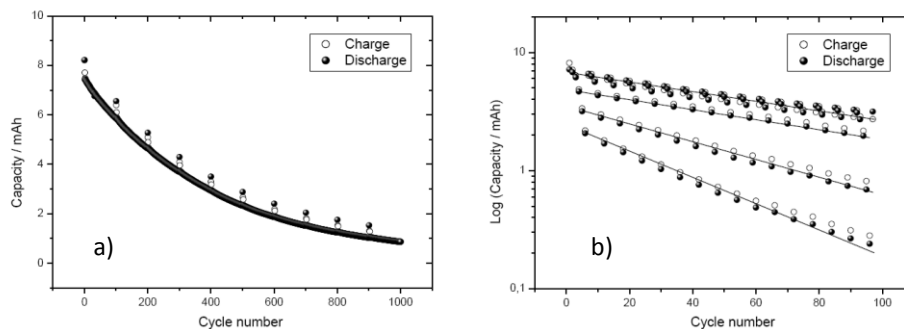 10
8
6
4
2
0
Capacity / mAh
Charge
Discharge
a)
0
200
400
600
800
1000
Cycle number
10
1
0,1
Log (Capacity / mAh)
Charge
Discharge
b)
0
20
40
60
80
100
Cycle number